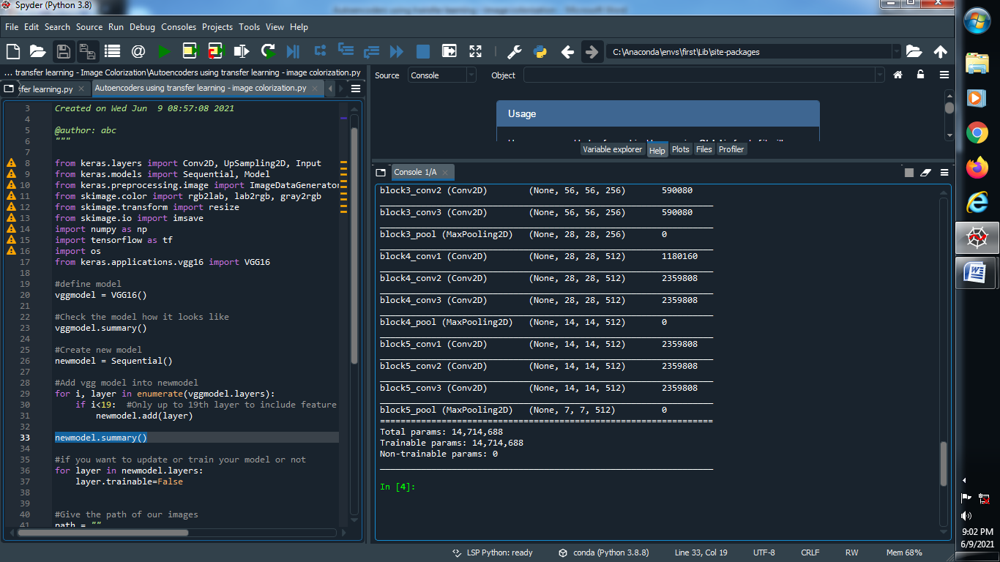 Spyder (Python 3.8)
File Edit Search Source Run Debug Consoles Projects Tools View Help
C:\Anaconda\envs\first\Lib\site-packages
... transfer learning - Image Colorization\Autoencoders using transfer learning - image colorization.py
fer learning.py
Autoencoders using transfer learning - image colorization.py
3 Created on Wed Jun  9 08:57:08 2021
4
5 @author: abc
6 """
7
8 from keras.layers import Conv2D, UpSampling2D, Input
9 from keras.models import Sequential, Model
10 from keras.preprocessing.image import ImageDataGenerator
11 from skimage.color import rgb2lab, lab2rgb, gray2rgb
12 from skimage.transform import resize
13 from skimage.io import imsave
14 import numpy as np
15 import tensorflow as tf
16 import os
17 from keras.applications.vgg16 import VGG16
18
19 #define model
20 vggmodel = VGG16()
21
22 #Check the model how it looks like
23 vggmodel.summary()
24
25 #Create new model
26 newmodel = Sequential()
27
28 #Add vgg model into newmodel
29 for i, layer in enumerate(vggmodel.layers):
30     if i<19:  #Only up to 19th layer to include feature
31         newmodel.add(layer)
32
33 newmodel.summary()
34
35 #if you want to update or train your model or not
36 for layer in newmodel.layers:
37     layer.trainable=False
38
39
40 #Give the path of our images
41 path = ""
Source Console Object
Usage
Variable explorer Help Plots Files Profiler
Console 1/A
block3_conv2 (Conv2D) (None, 56, 56, 256) 590080
block3_conv3 (Conv2D) (None, 56, 56, 256) 590080
block3_pool (MaxPooling2D) (None, 28, 28, 256) 0
block4_conv1 (Conv2D) (None, 28, 28, 512) 1180160
block4_conv2 (Conv2D) (None, 28, 28, 512) 2359808
block4_conv3 (Conv2D) (None, 28, 28, 512) 2359808
block4_pool (MaxPooling2D) (None, 14, 14, 512) 0
block5_conv1 (Conv2D) (None, 14, 14, 512) 2359808
block5_conv2 (Conv2D) (None, 14, 14, 512) 2359808
block5_conv3 (Conv2D) (None, 14, 14, 512) 2359808
block5_pool (MaxPooling2D) (None, 7, 7, 512) 0
=================================================================
Total params: 14,714,688
Trainable params: 14,714,688
Non-trainable params: 0
In [4]:
LSP Python: ready conda (Python 3.8.8) Line 33, Col 19 UTF-8 CRLF RW Mem 68%
9:02 PM
6/9/2021